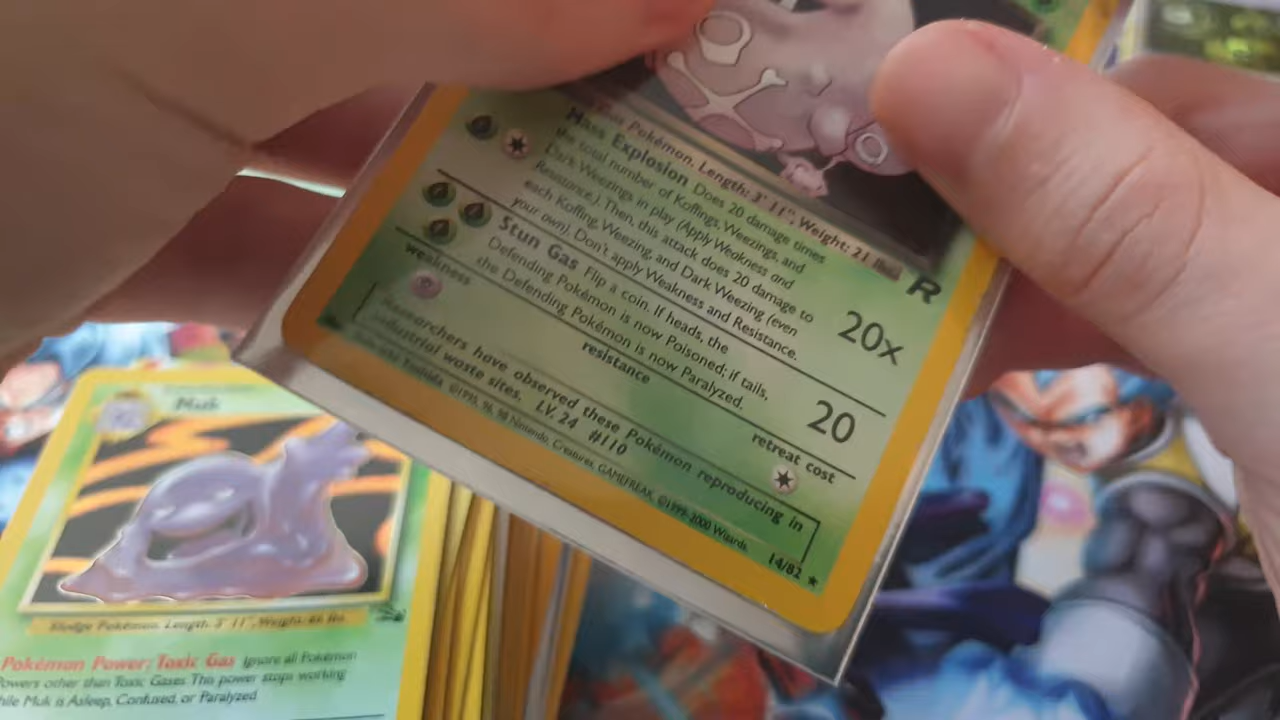 Pokémon. Length: 3' 11", Weight: 21 lbs.
R
Mass Explosion Does 20 damage times
the total number of Koffings, Weezings, and
Dark Weezings in play (Apply Weakness and
Resistance.). Then, this attack does 20 damage to
each Koffing, Weezing, and Dark Weezing (even
your own). Don't apply Weakness and Resistance.
20x
Stun Gas Flip a coin. If heads, the
Defending Pokémon is now Poisoned; if tails,
the Defending Pokémon is now Paralyzed.
20
weakness
resistance
retreat cost
Researchers have observed these Pokémon reproducing in
industrial waste sites. LV. 24 #110
©1995, 96, 98 Nintendo, Creatures, GAMEFREAK. ©1999-2000 Wizards.
14/82 ★
Muk
Sludge Pokémon. Length: 3' 11", Weight: 66 lbs.
Pokémon Power: Toxic Gas Ignore all Pokémon
Powers other than Toxic Gases This power stops working
while Muk is Asleep, Confused, or Paralyzed